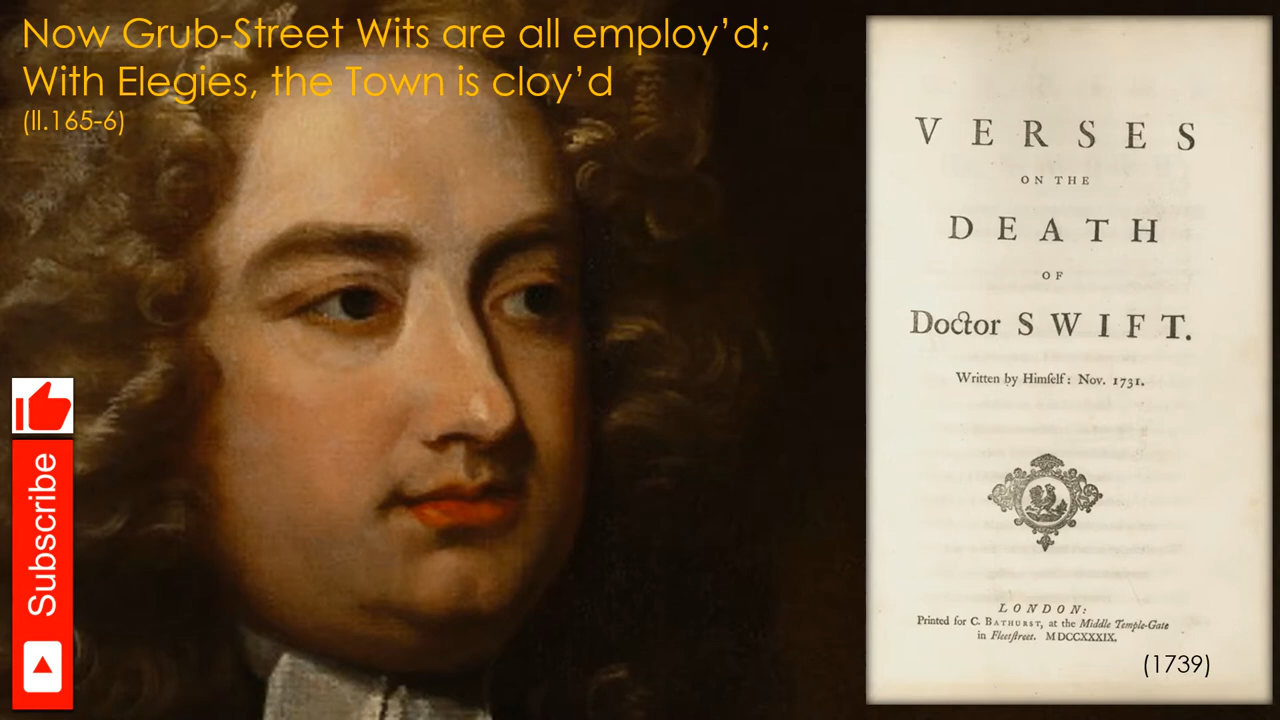 Now Grub-Street Wits are all employ’d;
With Elegies, the Town is cloy’d
(ll.165-6)
Subscribe
VERSES
ON THE
DEATH
OF
Doctor SWIFT.
Written by Himſelf: Nov. 1731.
LONDON:
Printed for C. BATHURST, at the Middle Temple-Gate
in Fleetſtreet. MDCCXXXIX.
(1739)